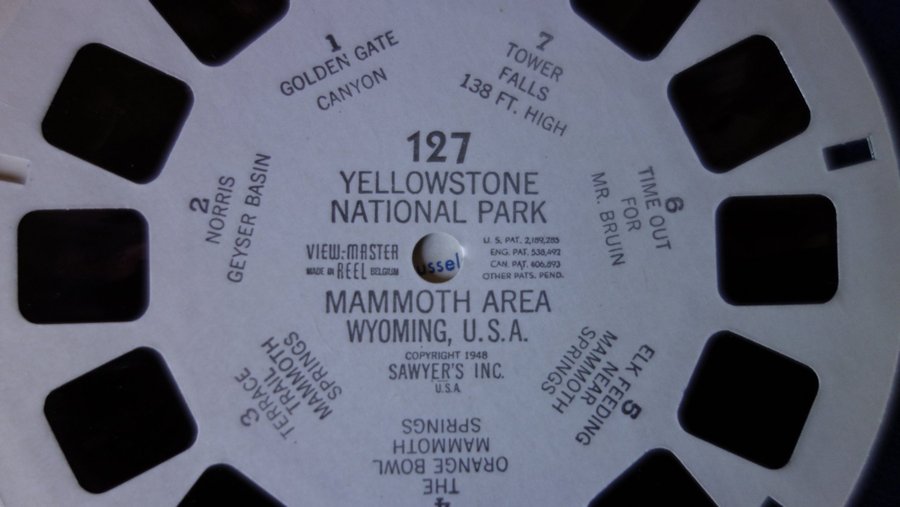 127
YELLOWSTONE
NATIONAL PARK
VIEW-MASTER
MADE IN REEL BELGIUM
ussel
U.S. PAT. 2,189,285
ENG. PAT. 538,492
CAN. PAT. 406,893
OTHER PATS. PEND.
MAMMOTH AREA
WYOMING, U.S.A.
COPYRIGHT 1948
SAWYER'S INC.
U.S.A
1
GOLDEN GATE
CANYON
2
NORRIS
GEYSER BASIN
3
TERRACE
TRAIL
MAMMOTH
SPRINGS
4
THE
ORANGE BOWL
MAMMOTH
SPRINGS
5
ELK FEEDING
NEAR
MAMMOTH
SPRINGS
6
TIME OUT
FOR
MR. BRUIN
7
TOWER
FALLS
138 FT. HIGH